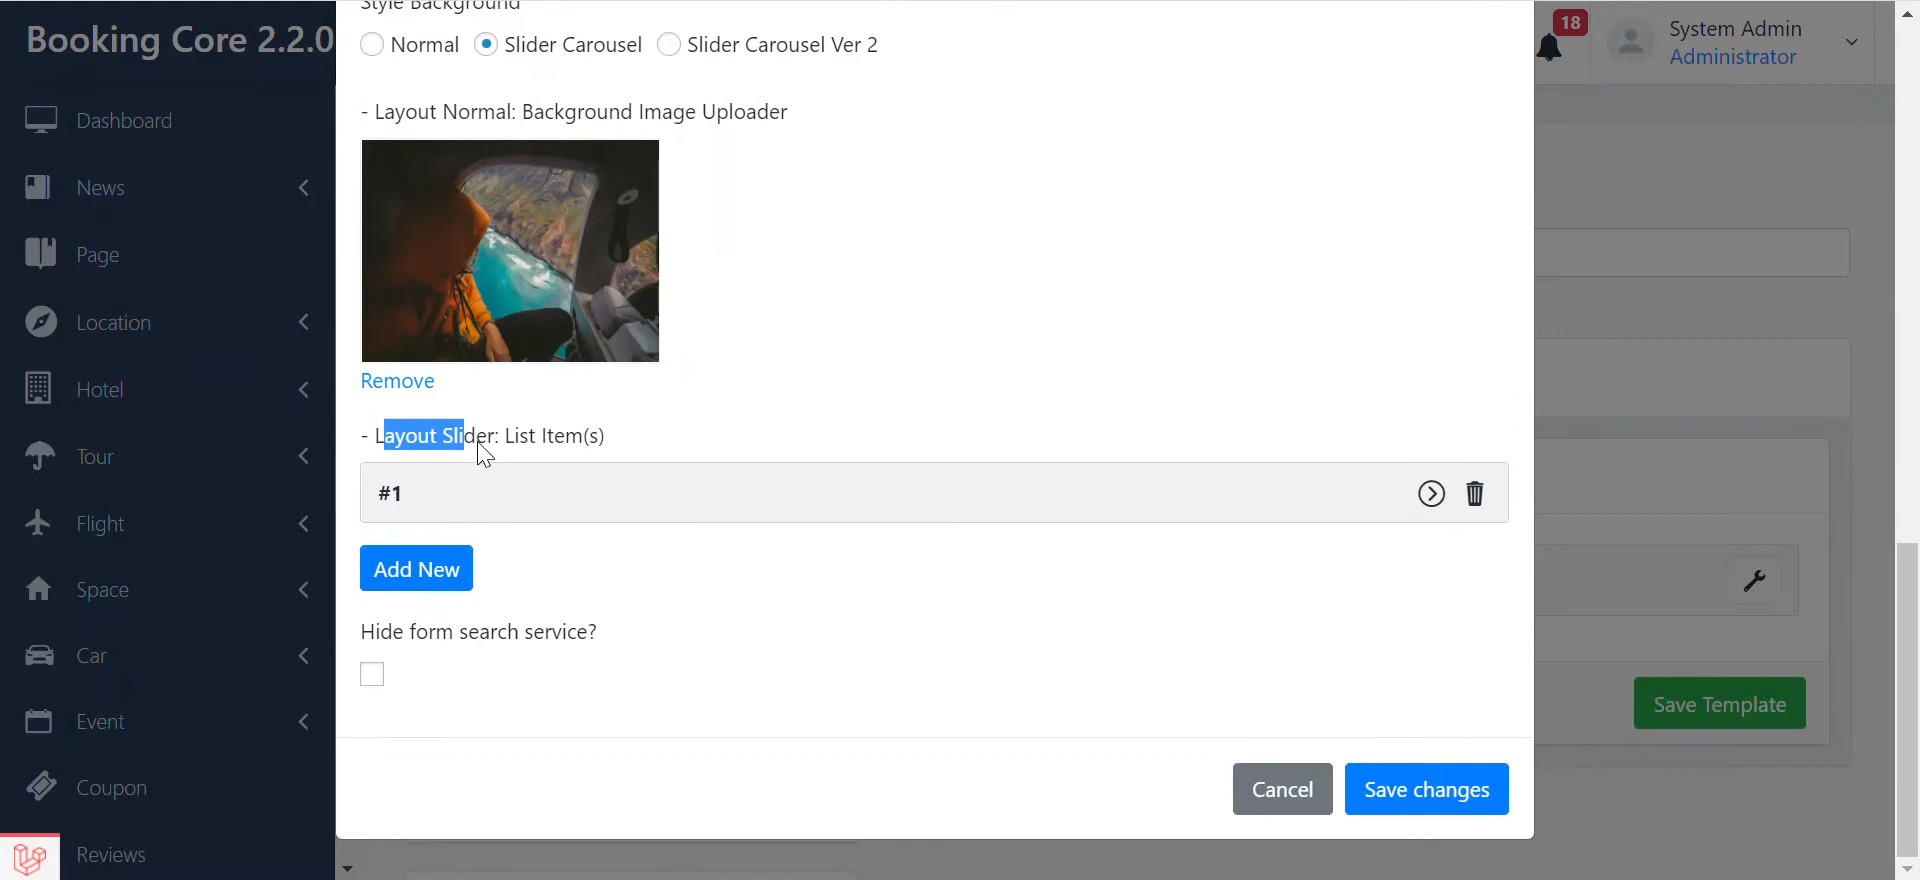 Booking Core 2.2.0
Dashboard
News
Page
Location
Hotel
Tour
Flight
Space
Car
Event
Coupon
Reviews
Style Background
Normal
Slider Carousel
Slider Carousel Ver 2
- Layout Normal: Background Image Uploader
Remove
- Layout Slider: List Item(s)
#1
Add New
Hide form search service?
Cancel
Save changes
18
System Admin
Administrator
Save Template